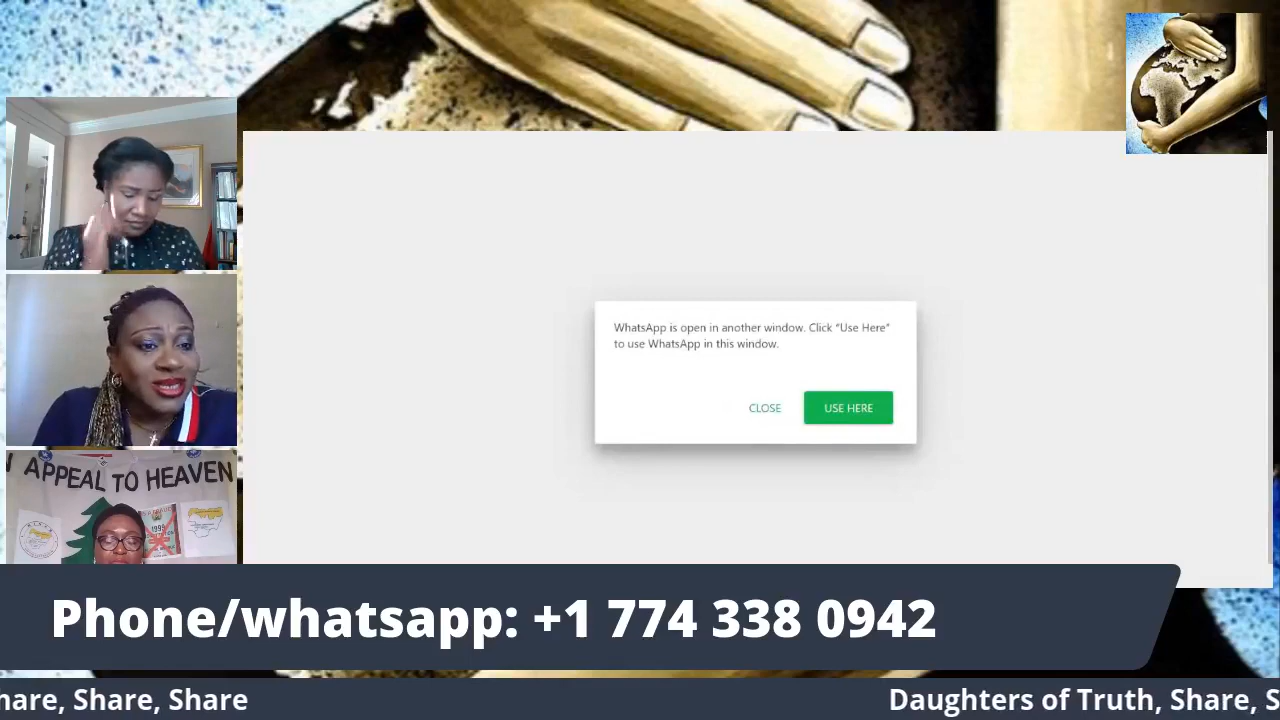 APPEAL TO HEAVEN
1999
WhatsApp is open in another window. Click “Use Here”
to use WhatsApp in this window.
CLOSE
USE HERE
Phone/whatsapp: +1 774 338 0942
hare, Share, Share
Daughters of Truth, Share, S